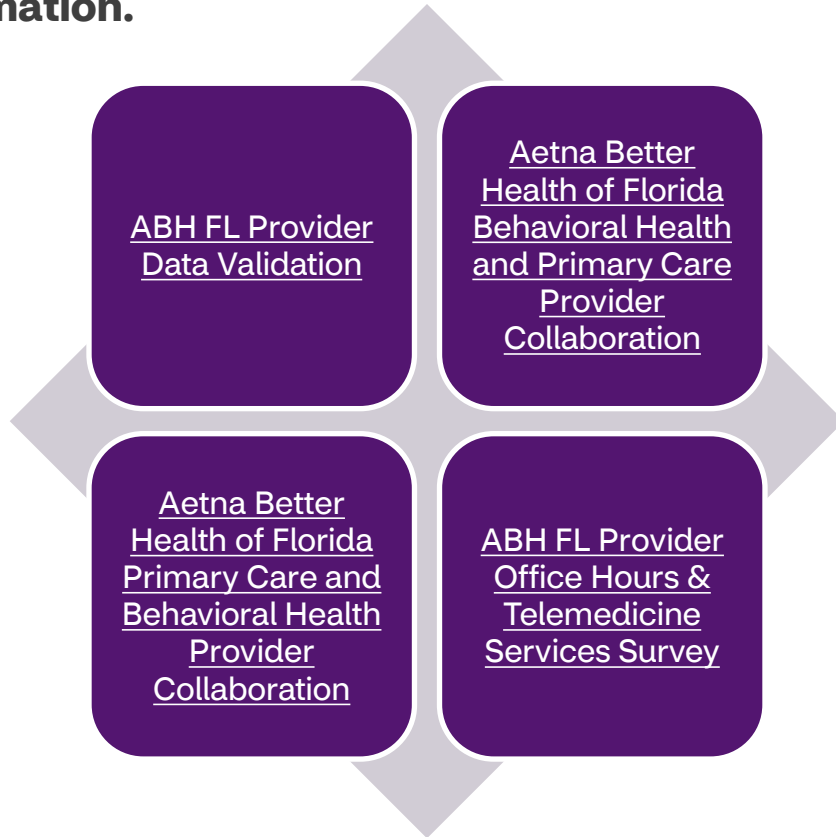 ABH FL Provider
Data Validation
Aetna Better
Health of Florida
Behavioral Health
and Primary Care
Provider
Collaboration
Aetna Better
Health of Florida
Primary Care and
Behavioral Health
Provider
Collaboration
ABH FL Provider
Office Hours &
Telemedicine
Services Survey